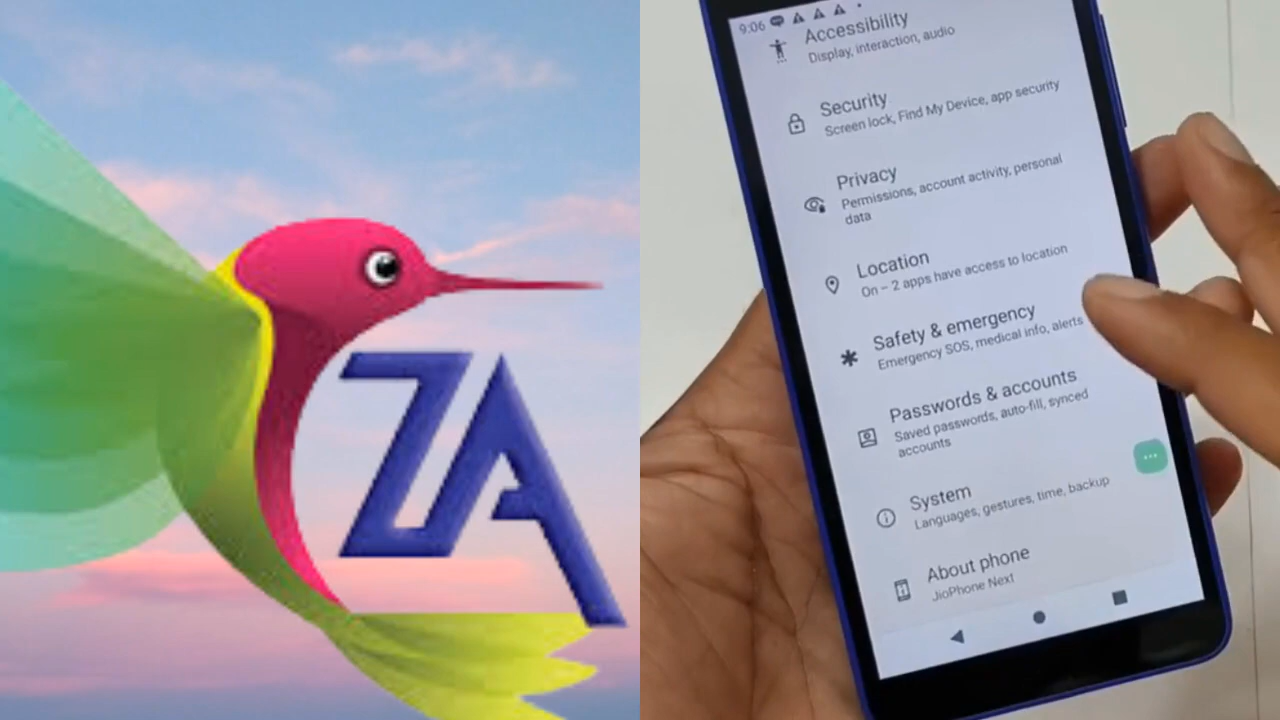 ZA
9:06
Accessibility
Display, interaction, audio
Security
Screen lock, Find My Device, app security
Privacy
Permissions, account activity, personal
data
Location
On – 2 apps have access to location
Safety & emergency
Emergency SOS, medical info, alerts
Passwords & accounts
Saved passwords, auto-fill, synced
accounts
System
Languages, gestures, time, backup
About phone
JioPhone Next